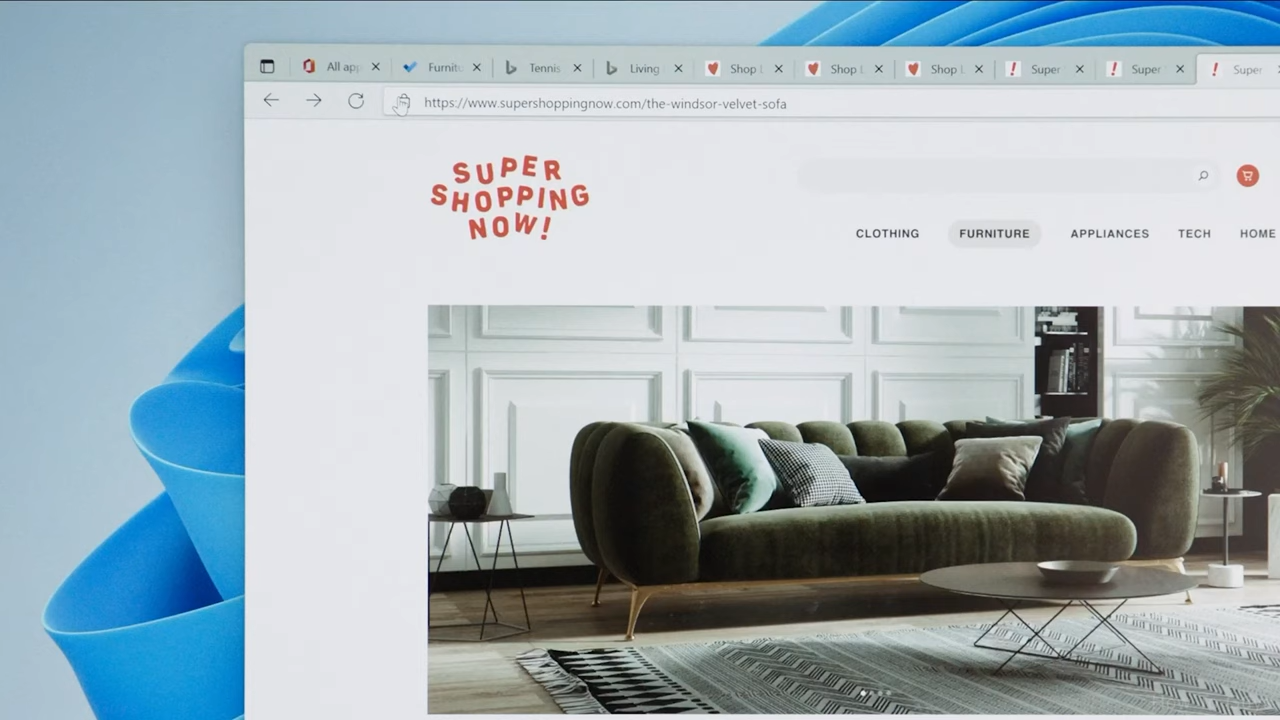 All ap
Furnit
Tennis
Living
Shop L
Shop L
Shop L
Super
Super
Super
https://www.supershoppingnow.com/the-windsor-velvet-sofa
SUPER
SHOPPING
NOW!
CLOTHING FURNITURE APPLIANCES TECH HOME